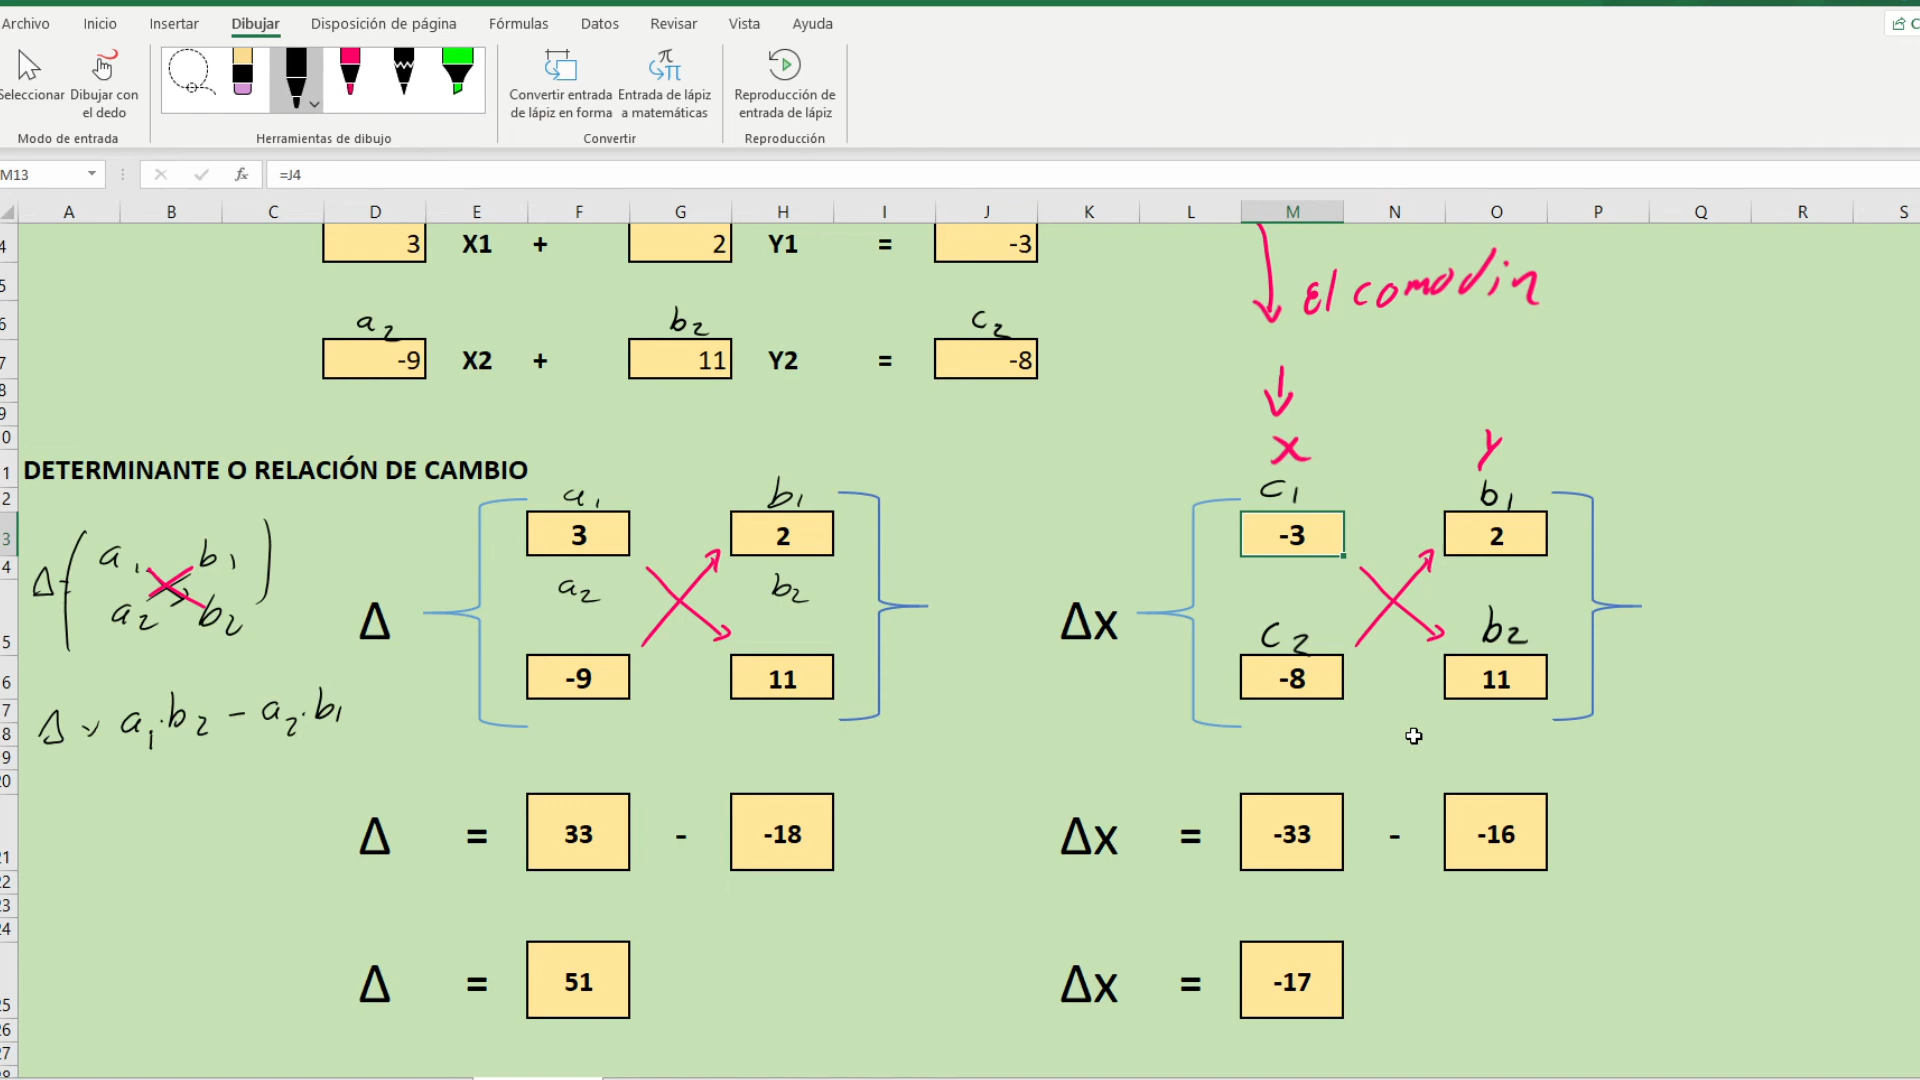 Archivo Inicio Insertar Dibujar Disposición de página Fórmulas Datos Revisar Vista Ayuda
Seleccionar Dibujar con el dedo
Modo de entrada
Herramientas de dibujo
Convertir entrada de lápiz en forma Entrada de lápiz a matemáticas
Convertir
Reproducción de entrada de lápiz
Reproducción
M13 fx =J4
A B C D E F G H I J K L M N O P Q R S
3 X1 + 2 Y1 = -3
El comodin
a2 b2 c2
-9 X2 + 11 Y2 = -8
x y
DETERMINANTE O RELACIÓN DE CAMBIO
a1 b1 c1 b1
3 2 -3 2
Δ= ( a1 b1 )
a2 b2
a2 b2
Δ Δx
c2 b2
-9 11 -8 11
Δ = a1·b2 - a2·b1
Δ = 33 - -18 Δx = -33 - -16
Δ = 51 Δx = -17